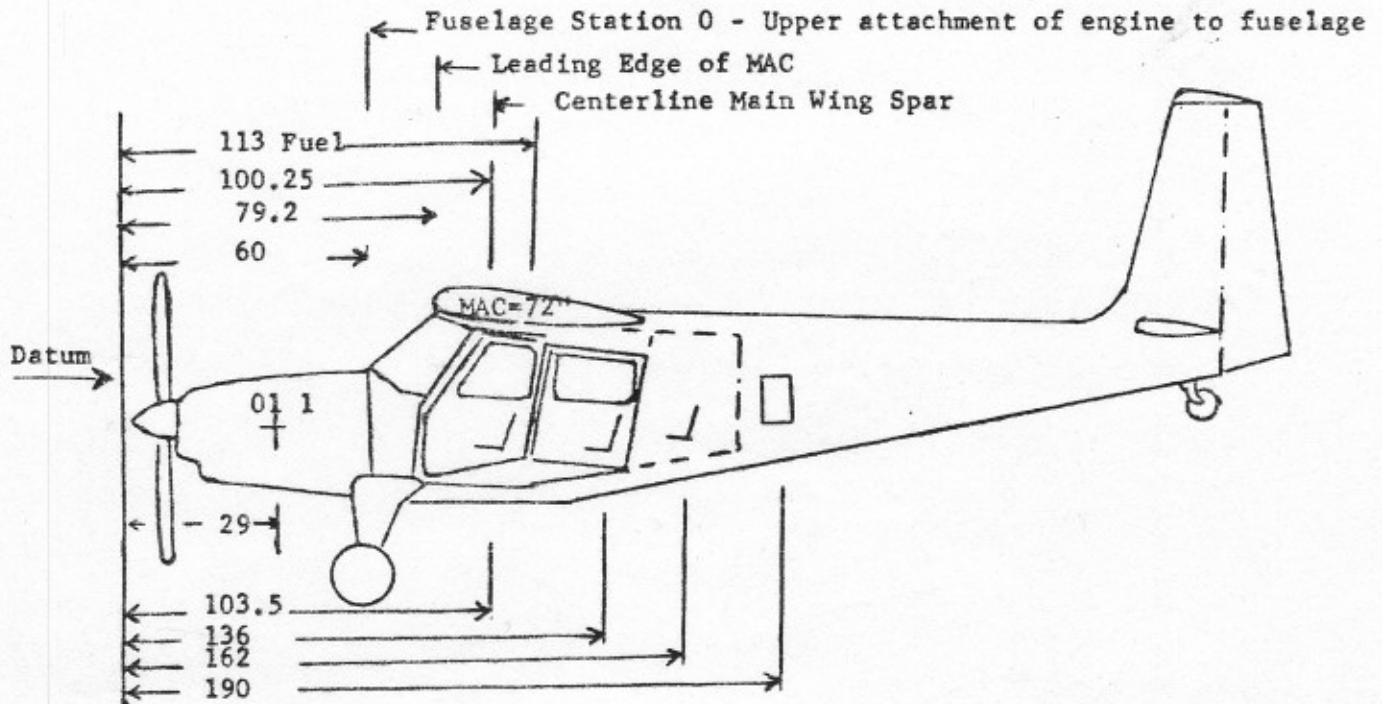 Fuselage Station 0 - Upper attachment of engine to fuselage
Leading Edge of MAC
Centerline Main Wing Spar
113 Fuel
100.25
79.2
60
MAC=72"
Datum
01 1
29
103.5
136
162
190